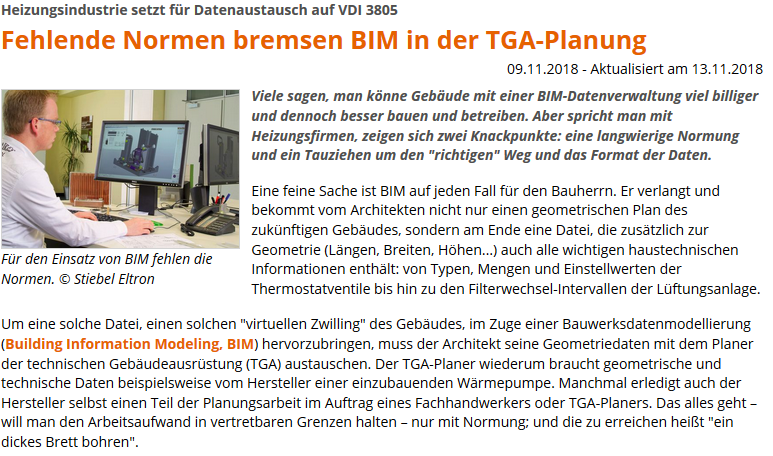 Heizungsindustrie setzt für Datenaustausch auf VDI 3805
Fehlende Normen bremsen BIM in der TGA-Planung
09.11.2018 - Aktualisiert am 13.11.2018
Viele sagen, man könne Gebäude mit einer BIM-Datenverwaltung viel billiger
und dennoch besser bauen und betreiben. Aber spricht man mit
Heizungsfirmen, zeigen sich zwei Knackpunkte: eine langwierige Normung
und ein Tauziehen um den "richtigen" Weg und das Format der Daten.
Für den Einsatz von BIM fehlen die
Normen. © Stiebel Eltron
Eine feine Sache ist BIM auf jeden Fall für den Bauherrn. Er verlangt und
bekommt vom Architekten nicht nur einen geometrischen Plan des
zukünftigen Gebäudes, sondern am Ende eine Datei, die zusätzlich zur
Geometrie (Längen, Breiten, Höhen...) auch alle wichtigen haustechnischen
Informationen enthält: von Typen, Mengen und Einstellwerten der
Thermostatventile bis hin zu den Filterwechsel-Intervallen der Lüftungsanlage.
Um eine solche Datei, einen solchen "virtuellen Zwilling" des Gebäudes, im Zuge einer Bauwerksdatenmodellierung
(Building Information Modeling, BIM) hervorzubringen, muss der Architekt seine Geometriedaten mit dem Planer
der technischen Gebäudeausrüstung (TGA) austauschen. Der TGA-Planer wiederum braucht geometrische und
technische Daten beispielsweise vom Hersteller einer einzubauenden Wärmepumpe. Manchmal erledigt auch der
Hersteller selbst einen Teil der Planungsarbeit im Auftrag eines Fachhandwerkers oder TGA-Planers. Das alles geht –
will man den Arbeitsaufwand in vertretbaren Grenzen halten – nur mit Normung; und die zu erreichen heißt "ein
dickes Brett bohren".